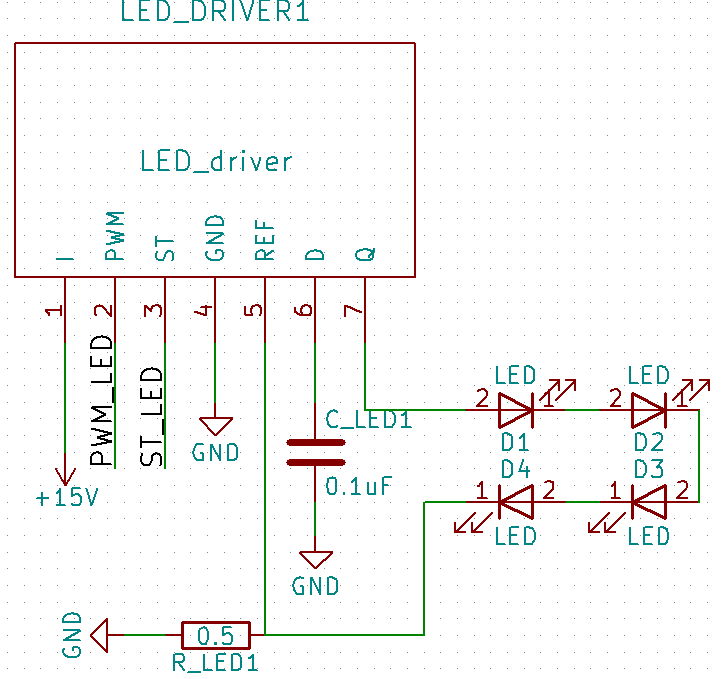 LED_DRIVER1
LED_driver
I PWM ST GND REF D Q
1 2 3 4 5 6 7
PWM_LED
ST_LED
+15V
GND
C_LED1
0.1uF
GND
LED LED
2 1 2 1
D1 D2
D4 D3
1 2 1 2
LED LED
GND
0.5
R_LED1